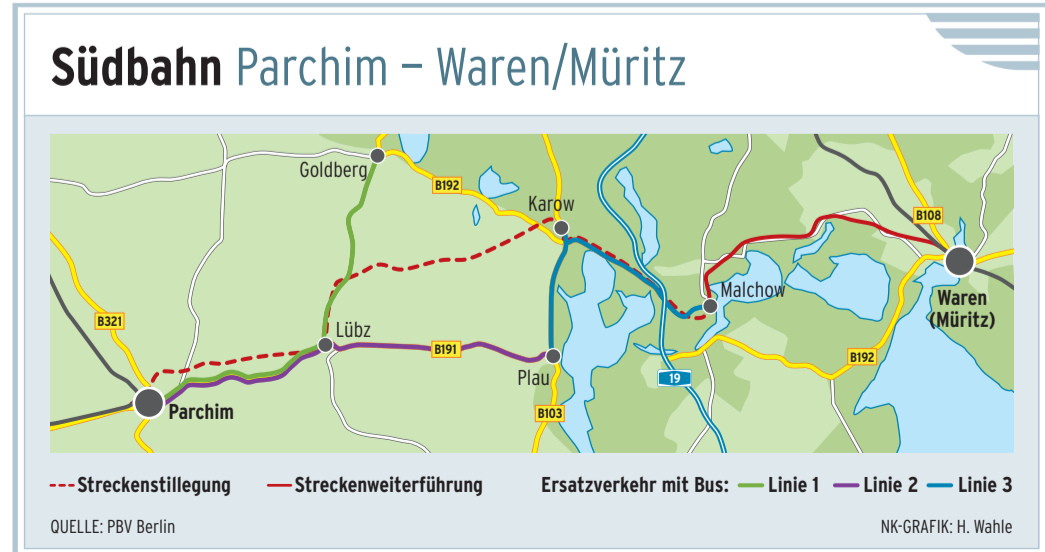 Südbahn Parchim – Waren/Müritz
Goldberg
B192
Karow
B108
Malchow
Waren
(Müritz)
B321
Lübz
B191
B192
Plau
19
Parchim
B103
Streckenstillegung Streckenweiterführung Ersatzverkehr mit Bus: Linie 1 Linie 2 Linie 3
QUELLE: PBV Berlin NK-GRAFIK: H. Wahle